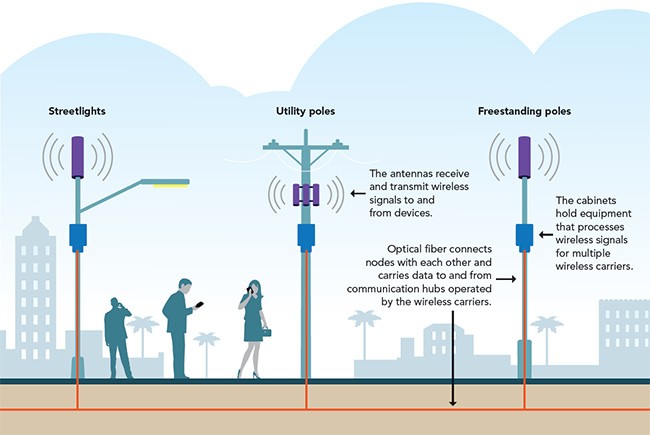 Streetlights
Utility poles
Freestanding poles
The antennas receive
and transmit wireless
signals to and
from devices.
The cabinets
hold equipment
that processes
wireless signals
for multiple
wireless carriers.
Optical fiber connects
nodes with each other and
carries data to and from
communication hubs operated
by the wireless carriers.